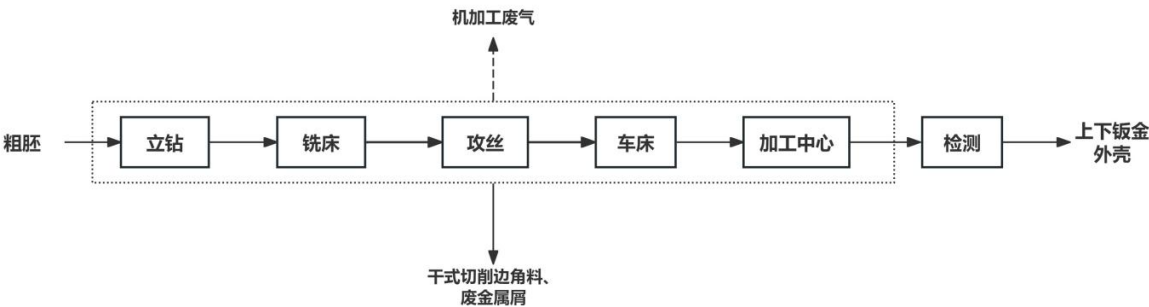 机加工废气
粗胚
立钻
铣床
攻丝
车床
加工中心
检测
上下钣金
外壳
干式切削边角料、
废金属屑